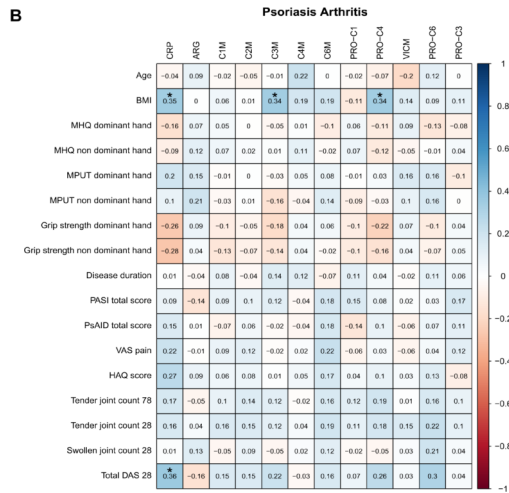 B
Psoriasis Arthritis
CRP ARG C1M C2M C3M C4M C6M PRO-C1 PRO-C4 VICM PRO-C6 PRO-C3
Age -0.04 0.09 -0.02 -0.05 -0.01 0.22 0 -0.02 -0.07 -0.2 0.12 0
BMI *0.35 0 0.06 0.01 *0.34 0.19 0.19 -0.11 *0.34 0.14 0.09 0.11
MHQ dominant hand -0.16 0.07 0.05 0 -0.06 0.05 -0.1 0.06 -0.11 0.09 -0.13 -0.08
MHQ non dominant hand -0.09 0.12 0.07 0.02 0.01 0.11 -0.02 0.07 -0.12 -0.05 -0.01 0.04
MPUT dominant hand 0.2 0.15 -0.01 0 -0.03 0.05 0.08 -0.01 0.03 0.16 0.16 -0.1
MPUT non dominant hand 0.1 0.21 -0.01 -0.03 -0.16 -0.04 0.14 -0.09 -0.03 0.1 0.16 0
Grip strength dominant hand -0.26 0.09 -0.1 -0.05 -0.18 0.04 0.06 -0.1 -0.22 0.06 -0.1 0.04
Grip strength non dominant hand -0.28 0.04 -0.13 -0.07 -0.14 0.04 -0.02 -0.1 -0.16 0.04 -0.07 0.05
Disease duration 0.01 -0.04 0.08 -0.04 0.14 0.12 -0.07 0.11 0.04 -0.02 0.11 0.06
PASI total score 0.09 -0.14 0.09 0.1 0.12 -0.04 0.18 0.15 0.08 0.02 0.03 0.17
PsAID total score 0.15 0.01 -0.07 0.06 -0.02 -0.04 0.18 -0.14 0.1 -0.06 0.07 0.11
VAS pain 0.22 -0.01 0.09 0.12 -0.02 0.02 0.22 -0.06 0.03 -0.06 0.04 0.12
HAQ score 0.27 0.09 0.06 0.08 0.01 0.05 0.17 0.04 0.1 0.03 0.13 -0.08
Tender joint count 78 0.17 -0.05 0.1 0.14 0.12 -0.02 0.16 0.12 0.19 0.01 0.16 0.1
Tender joint count 28 0.16 0.04 0.12 0.12 0.16 0.04 0.19 0.11 0.18 0.06 0.22 0.1
Swollen joint count 28 0.01 0.13 -0.05 0.09 -0.05 0.02 0.12 -0.02 -0.05 0.03 0.21 0.04
Total DAS 28 *0.36 -0.16 0.15 0.15 0.22 -0.03 0.16 0.07 0.26 0.03 0.3 0.04
1
0.8
0.6
0.4
0.2
0
-0.2
-0.4
-0.6
-0.8
-1